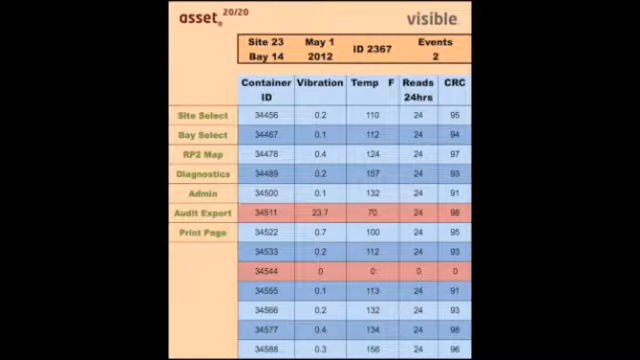 asset 20/20
visible
Site 23 May 1 ID 2367 Events
Bay 14 2012 2
Container Vibration Temp F Reads CRC
ID 24hrs
Site Select 34456 0.2 110 24 95
Bay Select 34467 0.1 112 24 94
RP2 Map 34478 0.4 124 24 97
Diagnostics 34489 0.2 157 24 93
Admin 34500 0.1 132 24 91
Audit Export 34511 23.7 70 24 98
Print Page 34522 0.7 100 24 95
34533 0.2 112 24 93
34544 0 0 0 0
34555 0.1 113 24 91
34566 0.2 132 24 93
34577 0.4 134 24 98
34588 0.3 156 24 96